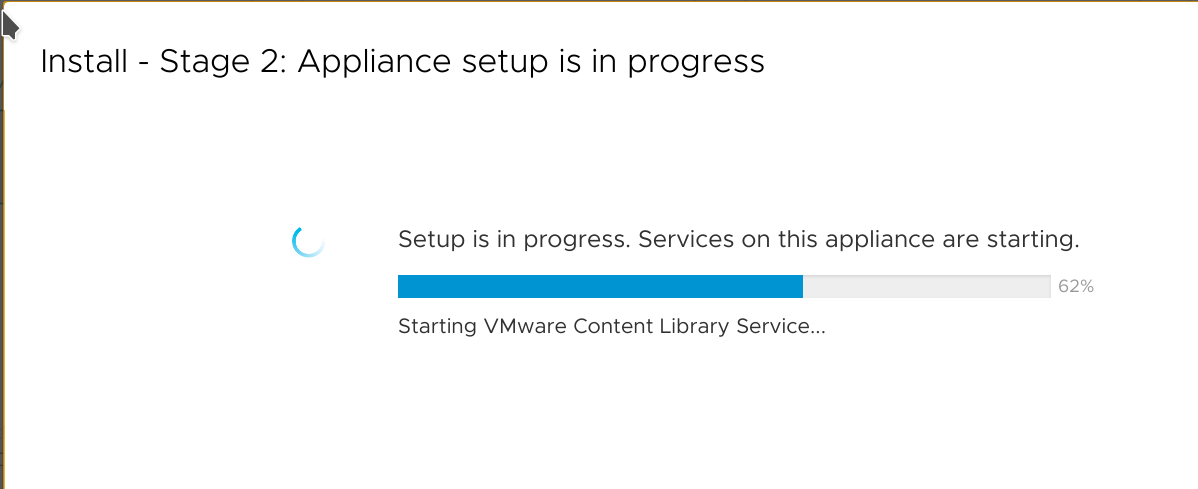 Install - Stage 2: Appliance setup is in progress
Setup is in progress. Services on this appliance are starting.
62%
Starting VMware Content Library Service...